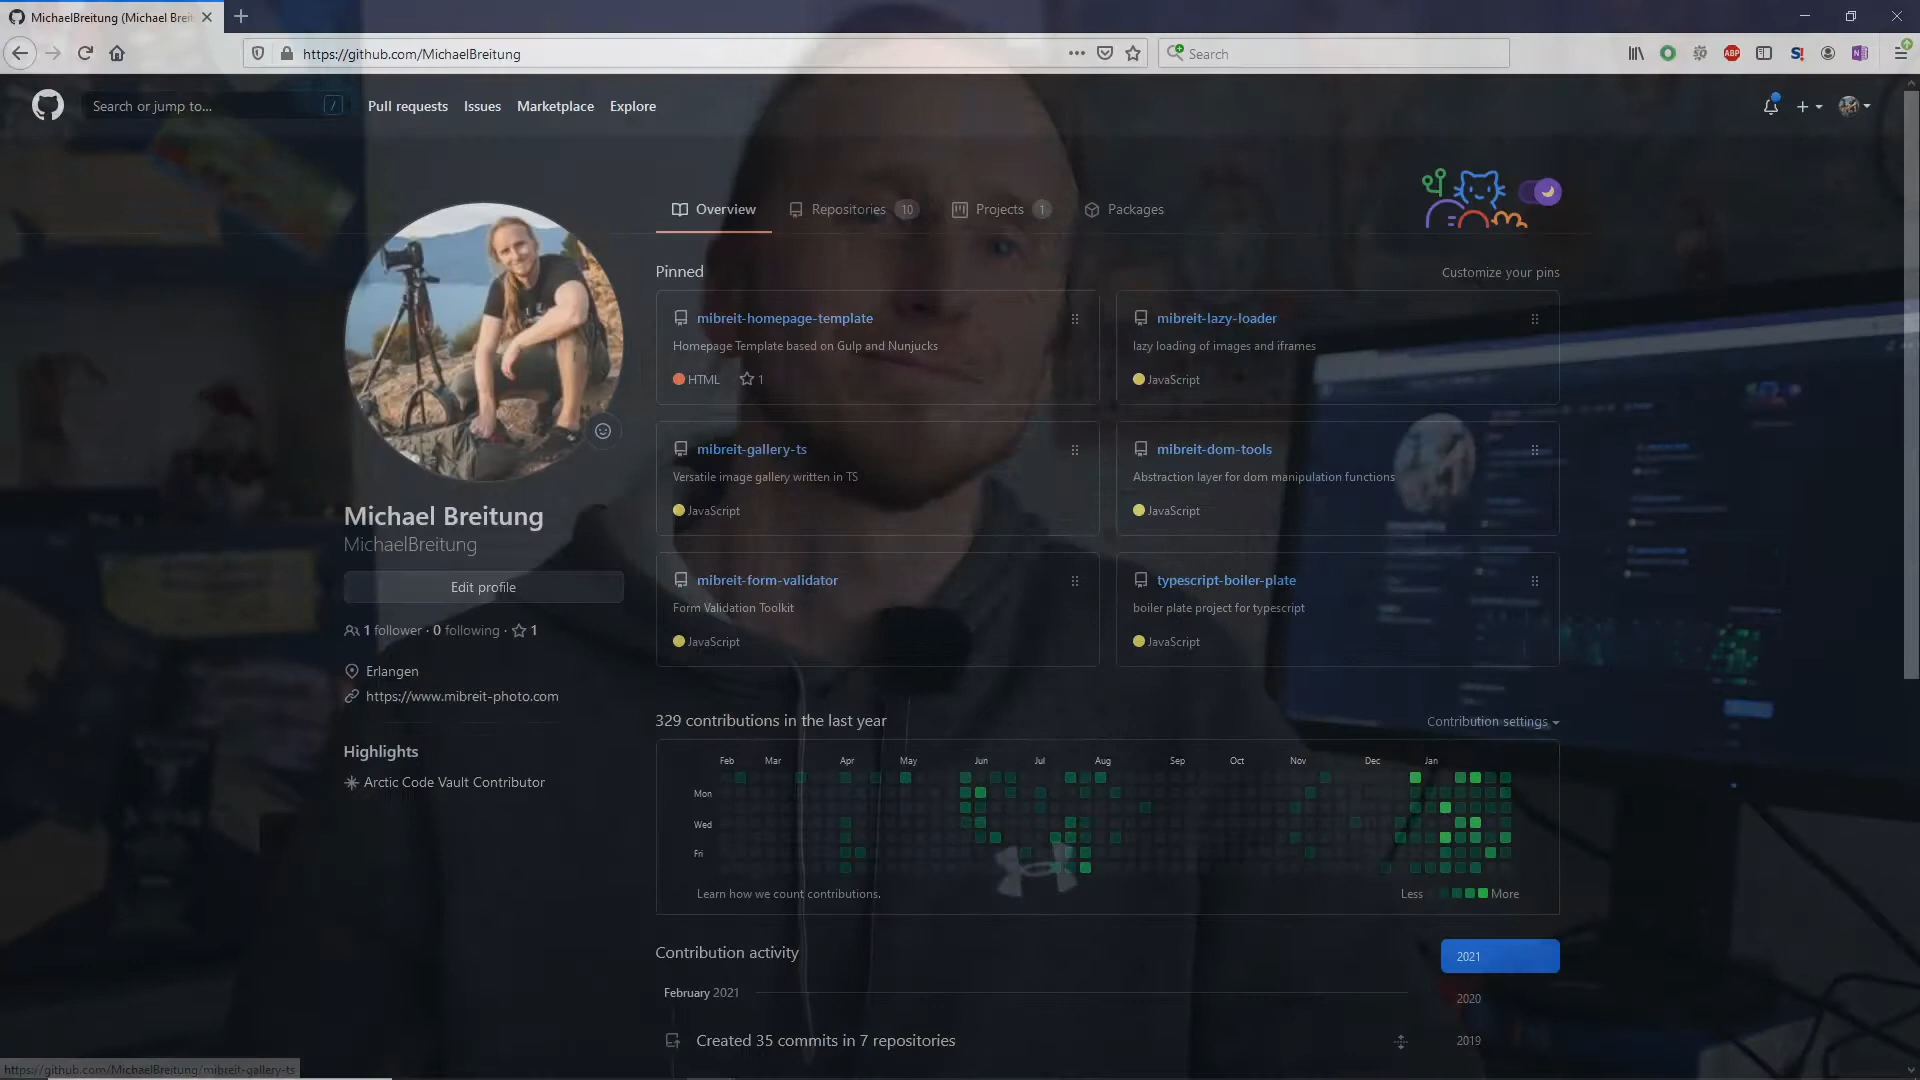 MichaelBreitung (Michael Breit
https://github.com/MichaelBreitung
Search
ABP
S!
N
Search or jump to...
/
Pull requests
Issues
Marketplace
Explore
Overview
Repositories 10
Projects 1
Packages
Pinned
Customize your pins
mibreit-homepage-template
Homepage Template based on Gulp and Nunjucks
HTML
1
mibreit-lazy-loader
lazy loading of images and iframes
JavaScript
mibreit-gallery-ts
Versatile image gallery written in TS
JavaScript
mibreit-dom-tools
Abstraction layer for dom manipulation functions
JavaScript
mibreit-form-validator
Form Validation Toolkit
JavaScript
typescript-boiler-plate
boiler plate project for typescript
JavaScript
Michael Breitung
MichaelBreitung
Edit profile
1 follower · 0 following · 1
Erlangen
https://www.mibreit-photo.com
Highlights
Arctic Code Vault Contributor
329 contributions in the last year
Contribution settings
Feb Mar Apr May Jun Jul Aug Sep Oct Nov Dec Jan
Mon
Wed
Fri
Learn how we count contributions.
Less More
Contribution activity
2021
2020
2019
February 2021
Created 35 commits in 7 repositories
https://github.com/MichaelBreitung/mibreit-gallery-ts